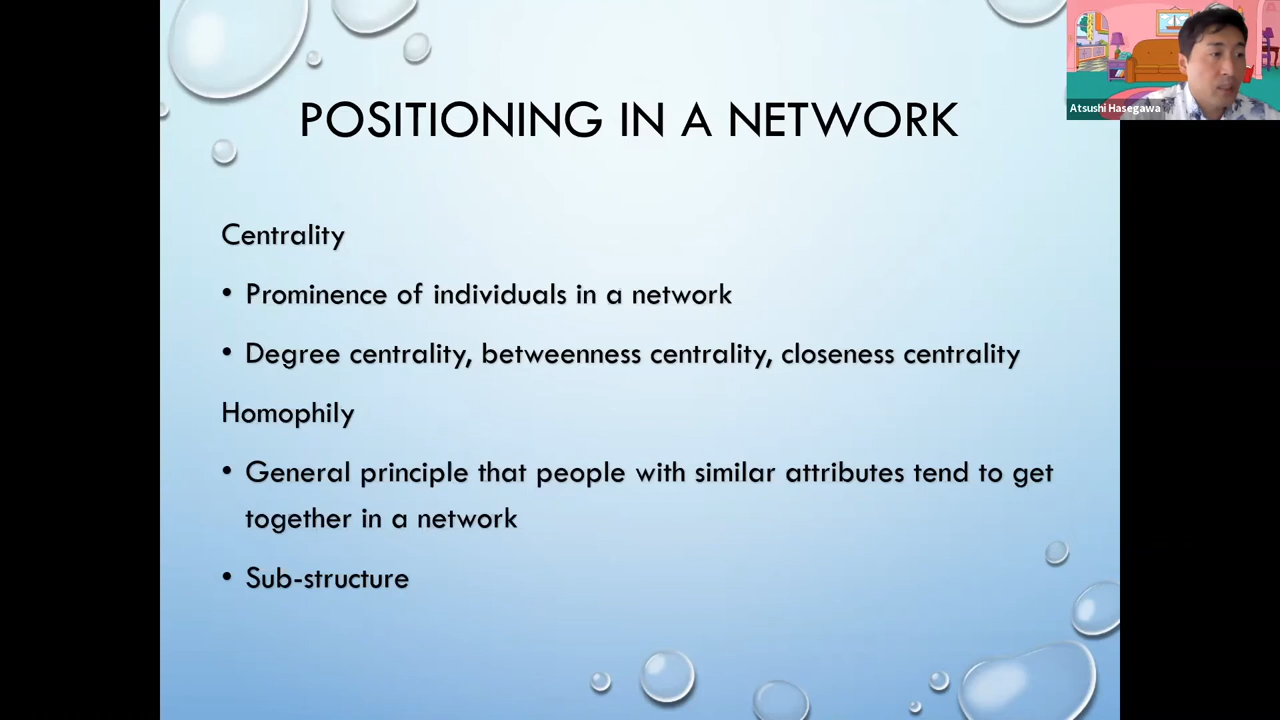 POSITIONING IN A NETWORK
Atsushi Hasegawa
Centrality
• Prominence of individuals in a network
• Degree centrality, betweenness centrality, closeness centrality
Homophily
• General principle that people with similar attributes tend to get
together in a network
• Sub-structure